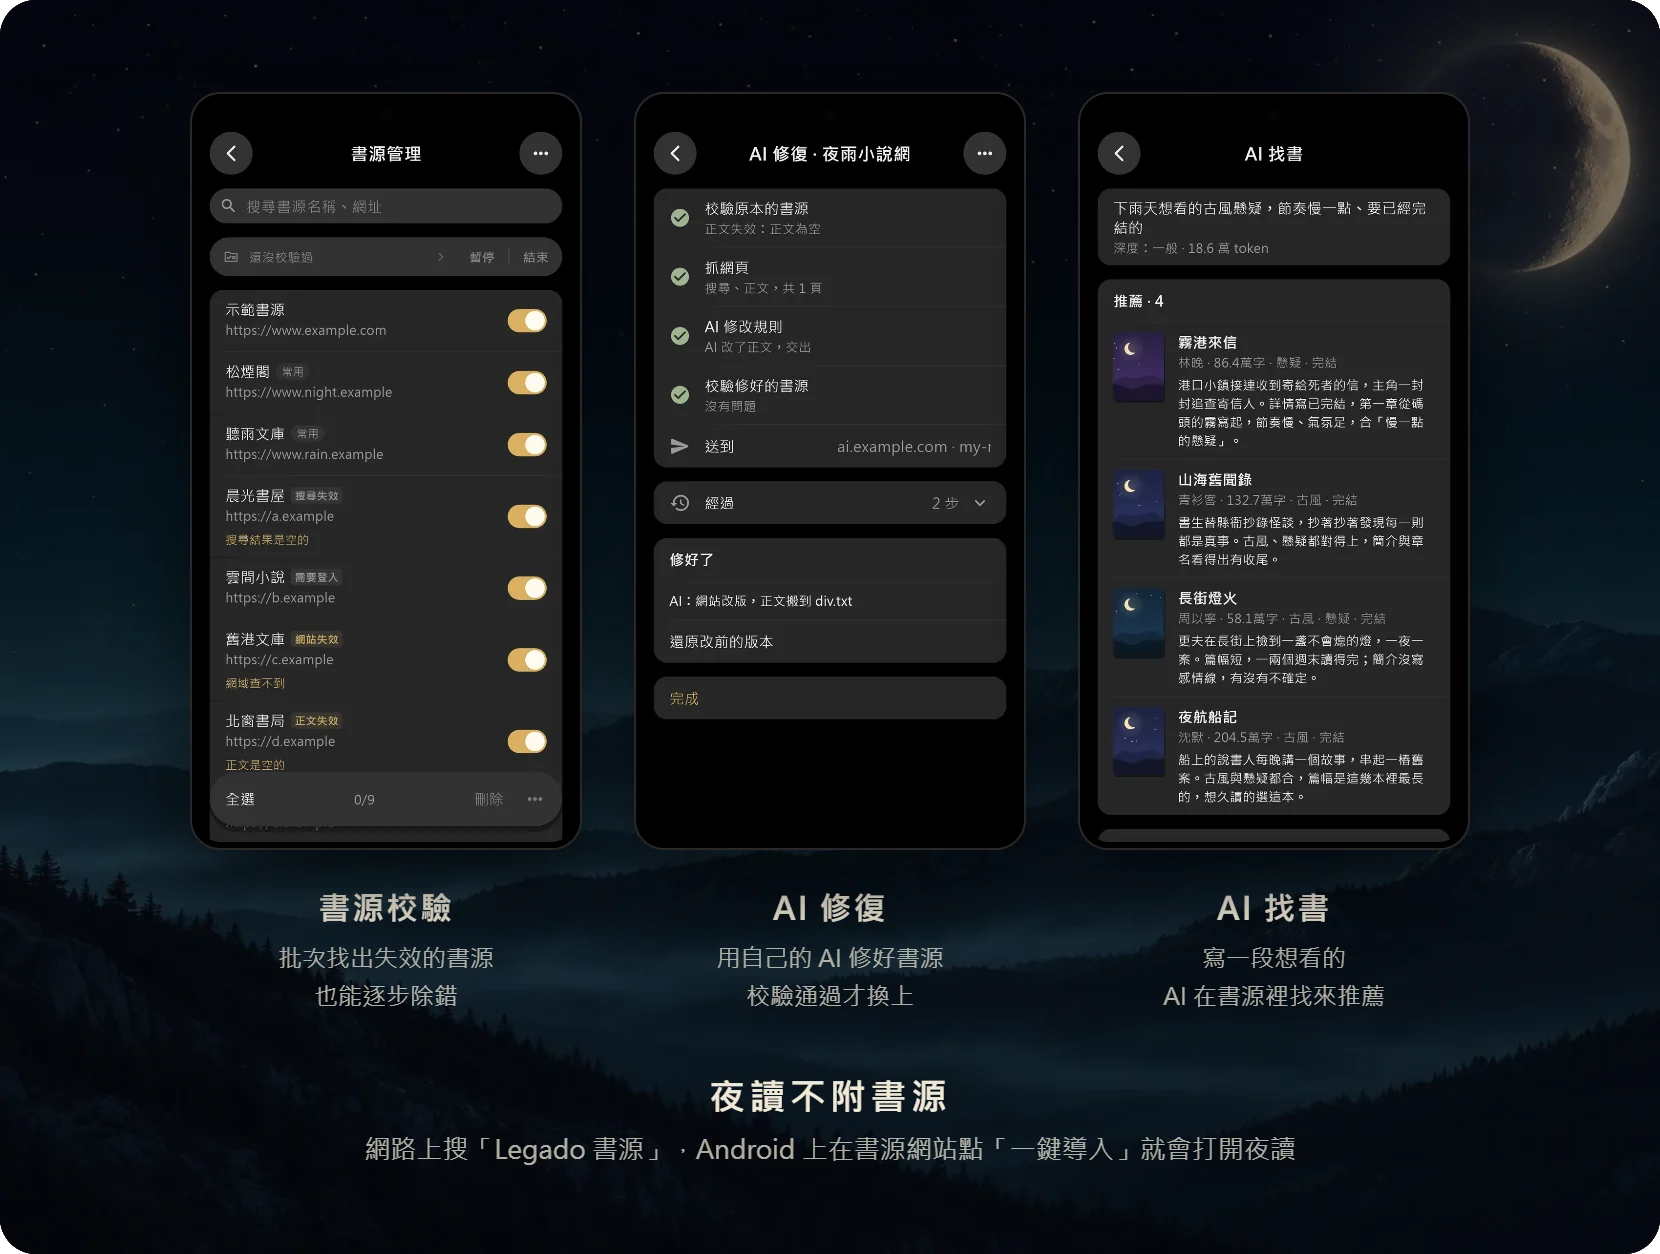 書源管理
搜尋書源名稱、網址
還沒校驗過
暫停
結束
示範書源
https://www.example.com
松煙閣 常用
https://www.night.example
聽雨文庫 常用
https://www.rain.example
晨光書屋 搜尋失效
https://a.example
搜尋結果是空的
雲間小說 需要登入
https://b.example
舊港文庫 網站失效
https://c.example
網域查不到
北窗書局 正文失效
https://d.example
正文是空的
全選
0/9
刪除
AI 修復 · 夜雨小說網
校驗原本的書源
正文失效：正文為空
抓網頁
搜尋、正文，共 1 頁
AI 修改規則
AI 改了正文，交出
校驗修好的書源
沒有問題
送到
ai.example.com · my-r
經過
2 步
修好了
AI：網站改版，正文搬到 div.txt
還原改前的版本
完成
AI 找書
下雨天想看的古風懸疑，節奏慢一點、要已經完
結的
深度：一般 · 18.6 萬 token
推薦 · 4
霧港來信
林晚 · 86.4萬字 · 懸疑 · 完結
港口小鎮接連收到寄給死者的信，主角一封
封追查寄信人。詳情寫已完結，第一章從碼
頭的霧寫起，節奏慢、氣氛足，合「慢一點
的懸疑」。
山海舊聞錄
青衫客 · 132.7萬字 · 古風 · 完結
書生替縣衙抄錄怪談，抄著抄著發現每一則
都是真事。古風、懸疑都對得上，簡介與章
名看得出有收尾。
長街燈火
周以寧 · 58.1萬字 · 古風 · 懸疑 · 完結
更夫在長街上撿到一盞不會熄的燈，一夜一
案。篇幅短，一兩個週末讀得完；簡介沒寫
感情線，有沒有不確定。
夜航船記
沈默 · 204.5萬字 · 古風 · 完結
船上的說書人每晚講一個故事，串起一樁舊
案。古風與懸疑都合，篇幅是這幾本裡最長
的，想久讀的選這本。
書源校驗
批次找出失效的書源
也能逐步除錯
AI 修復
用自己的 AI 修好書源
校驗通過才換上
AI 找書
寫一段想看的
AI 在書源裡找來推薦
夜讀不附書源
網路上搜「Legado 書源」，Android 上在書源網站點「一鍵導入」就會打開夜讀